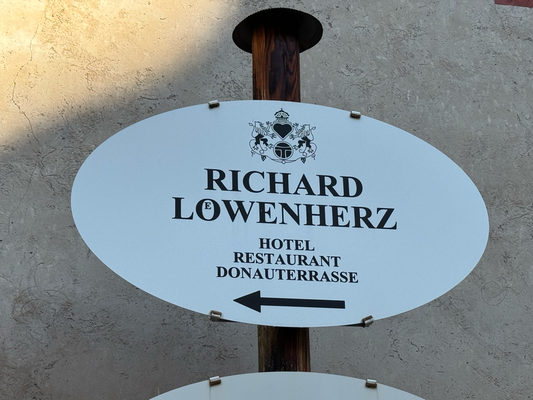 RICHARD
LÖWENHERZ
HOTEL
RESTAURANT
DONAUTERRASSE